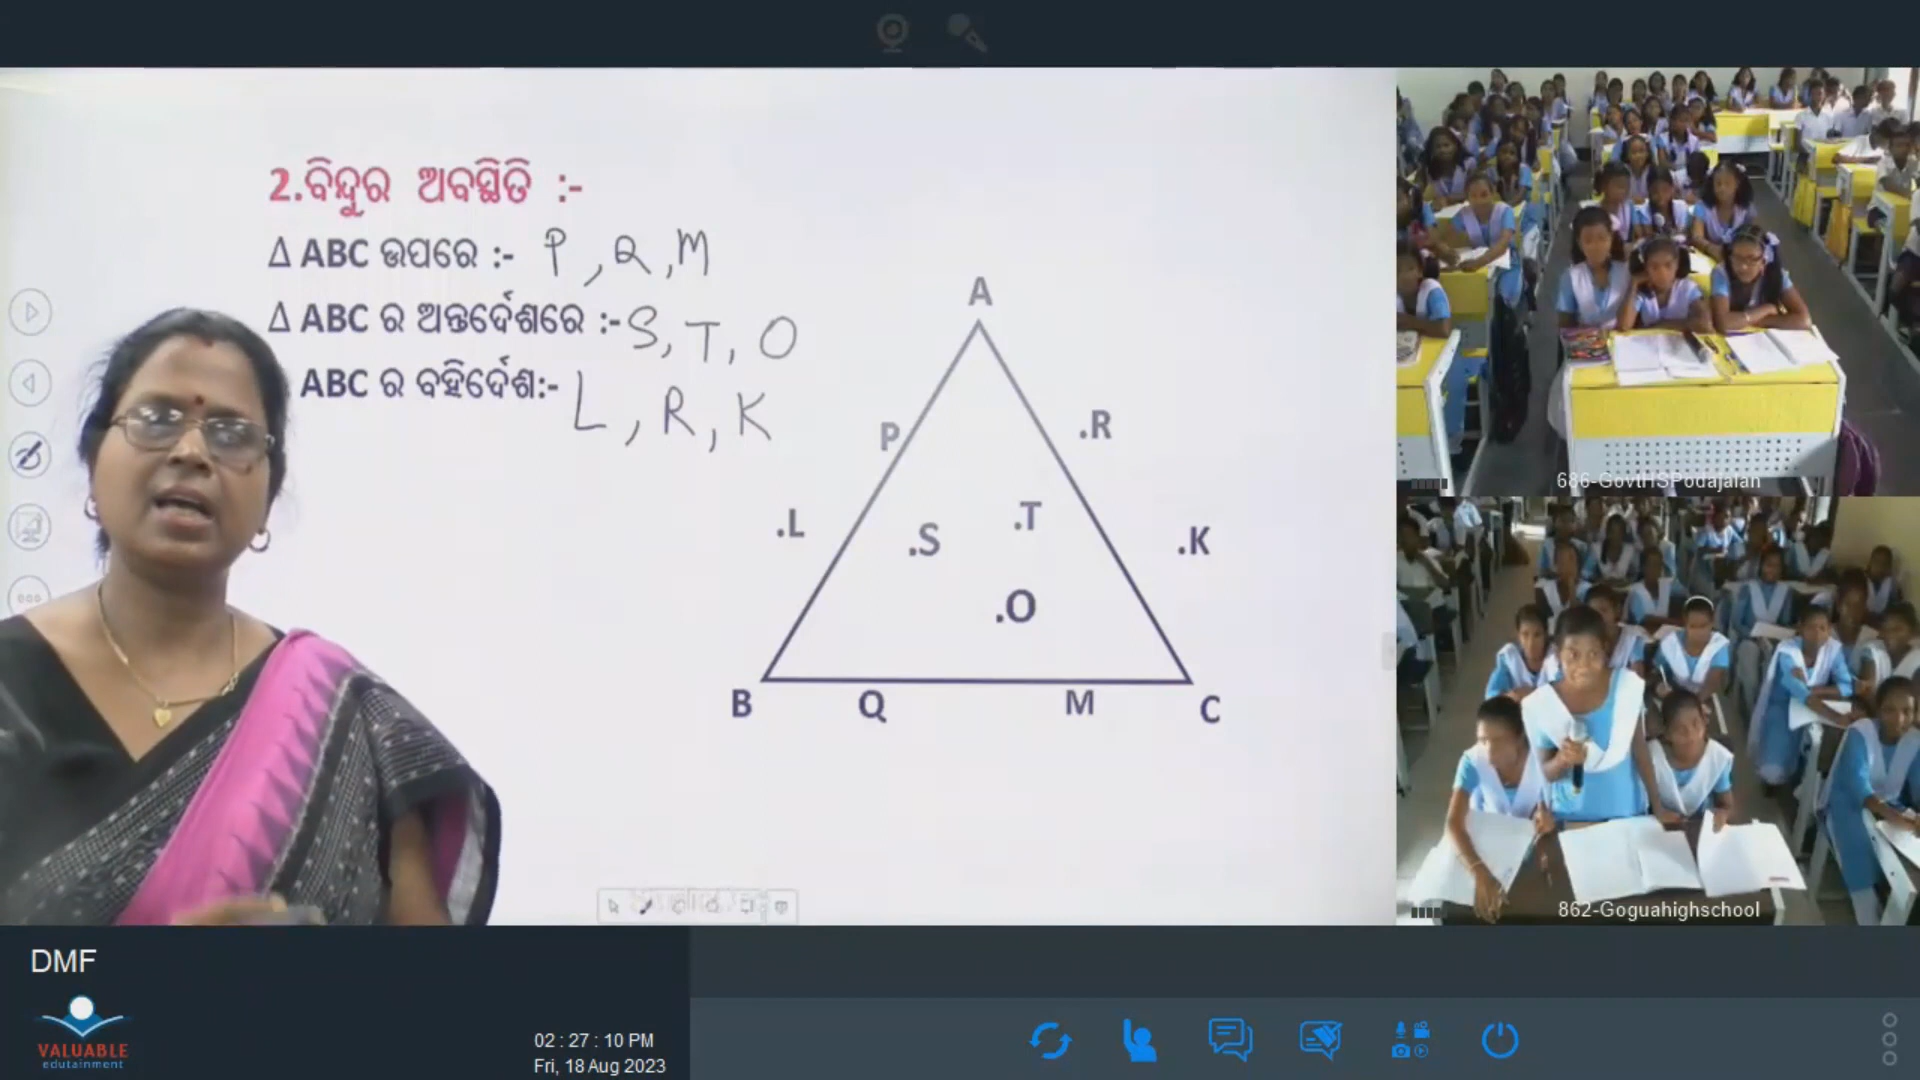 2.ବିନ୍ଦୁର ଅବସ୍ଥିତି :-
Δ ABC ଉପରେ :- P, Q, M
Δ ABC ର ଅନ୍ତର୍ଦେଶରେ :- S, T, O
ABC ର ବହିର୍ଦେଶ:- L, R, K
A
P
.R
.L
.S
.T
.K
.O
B
Q
M
C
686-GovtHSPodajalan
862-Goguahighschool
DMF
VALUABLE
edutainment
02 : 27 : 10 PM
Fri, 18 Aug 2023